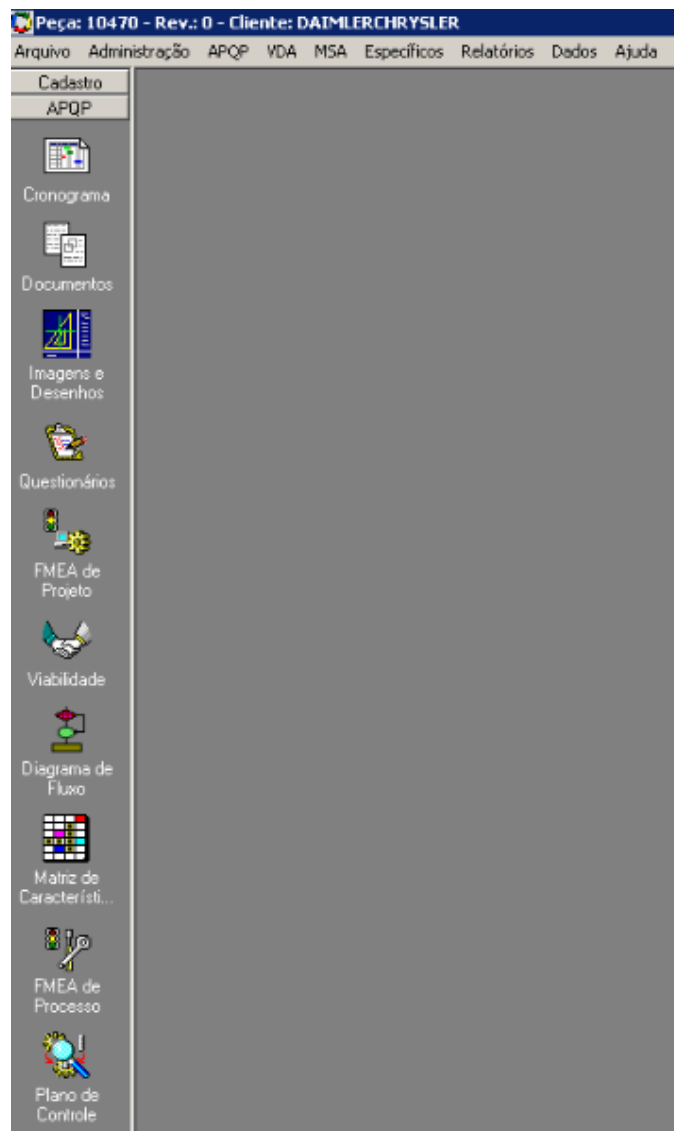 Peça: 10470 - Rev.: 0 - Cliente: DAIMLERCHRYSLER
Arquivo Administração APQP VDA MSA Específicos Relatórios Dados Ajuda
Cadastro
APQP
Cronograma
Documentos
Imagens e
Desenhos
Questionários
FMEA de
Projeto
Viabilidade
Diagrama de
Fluxo
Matriz de
Característi...
FMEA de
Processo
Plano de
Controle